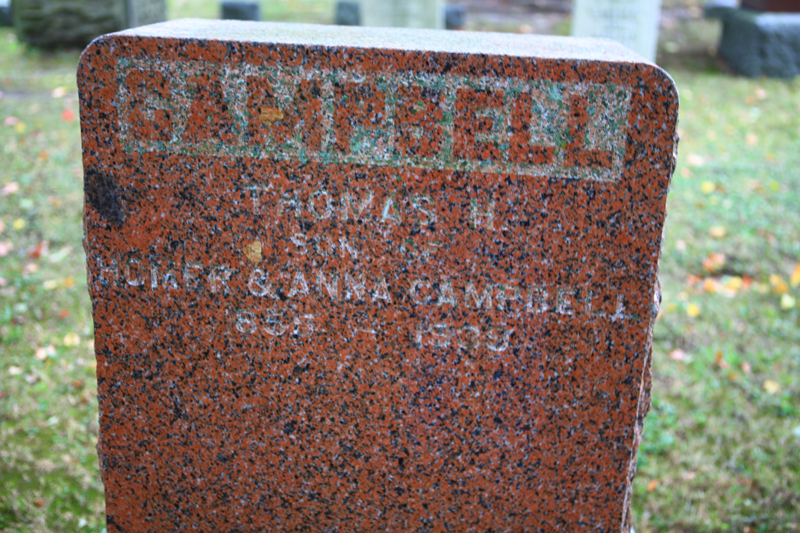 CAMPBELL
THOMAS H.
SON OF
HOMER & ANNA CAMPBELL